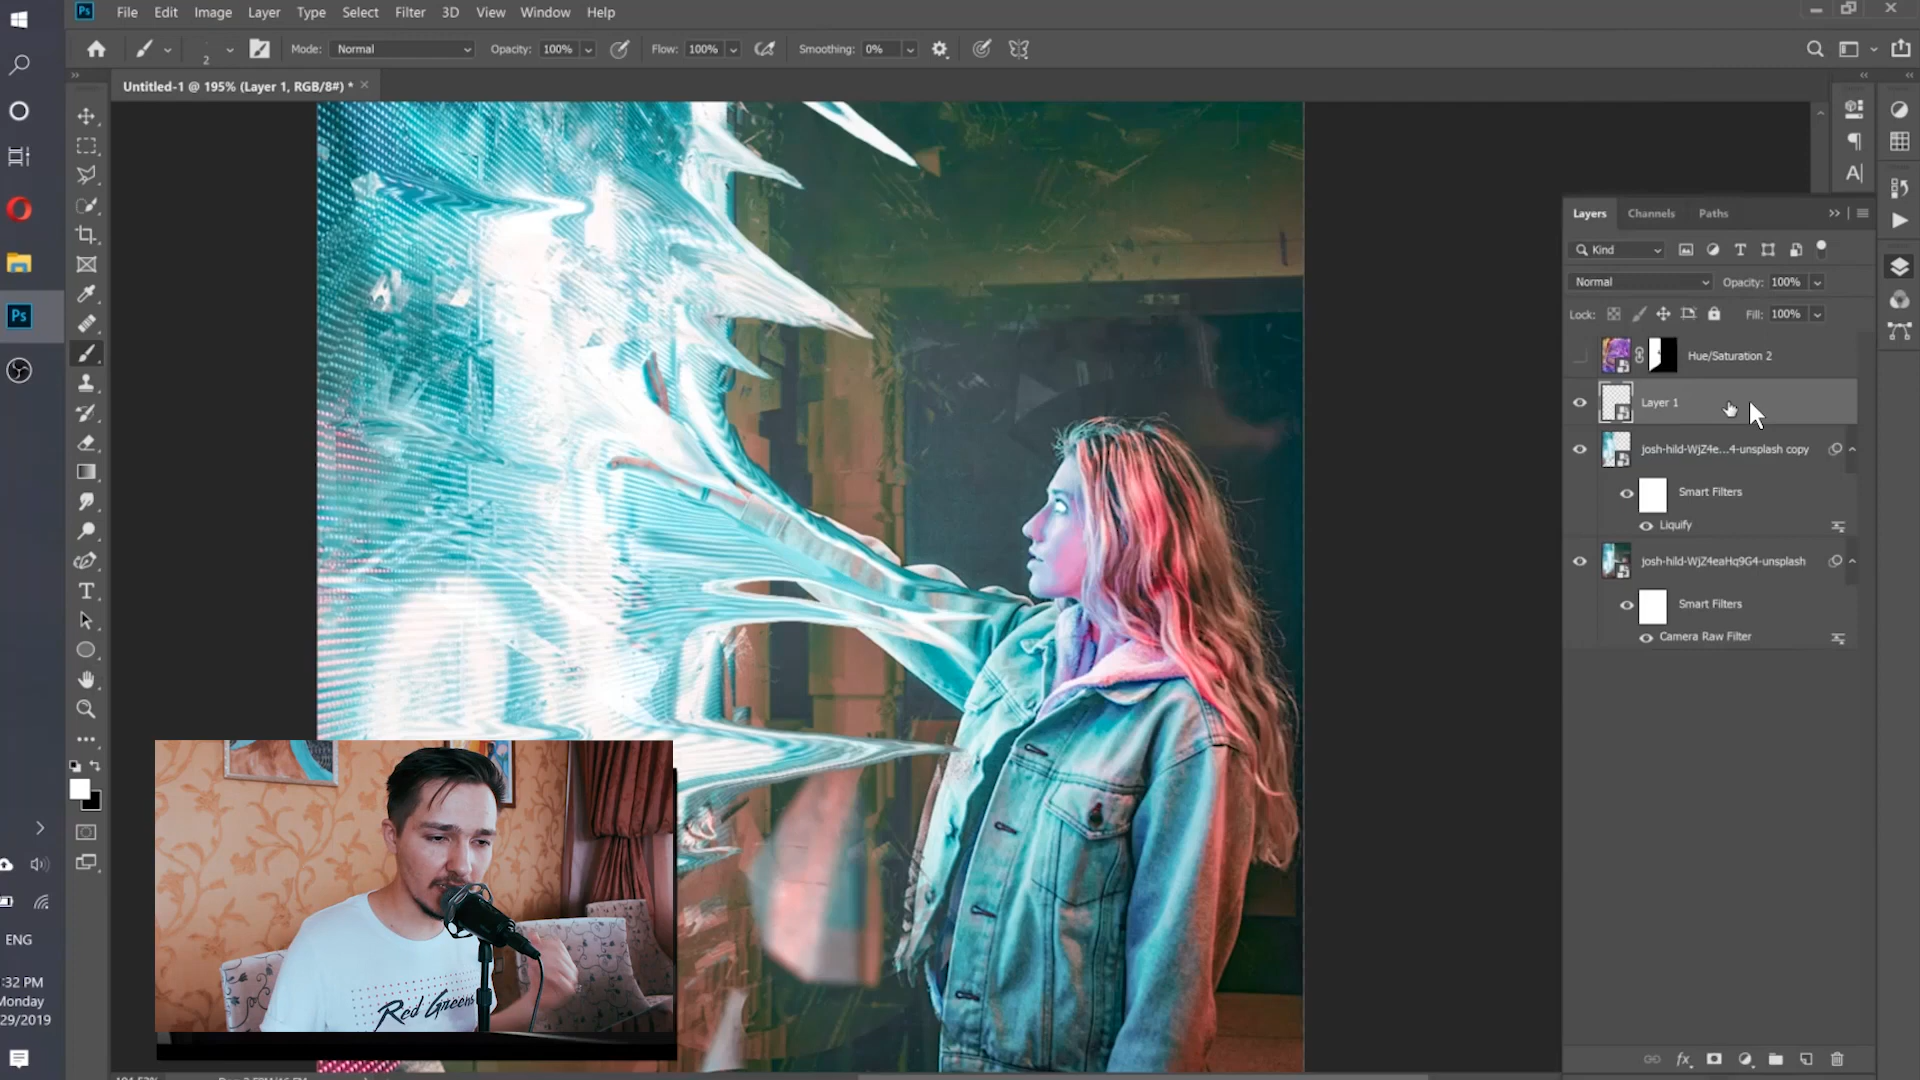 Ps File Edit Image Layer Type Select Filter 3D View Window Help
2 Mode: Normal Opacity: 100% Flow: 100% Smoothing: 0%
Untitled-1 @ 195% (Layer 1, RGB/8#) *
Layers Channels Paths
Kind
Normal Opacity: 100%
Lock: Fill: 100%
Hue/Saturation 2
Layer 1
josh-hild-WjZ4e...4-unsplash copy
Smart Filters
Liquify
josh-hild-WjZ4eaHq9G4-unsplash
Smart Filters
Camera Raw Filter
Ps
ENG
:32 PM
Monday
29/2019
Red Greens